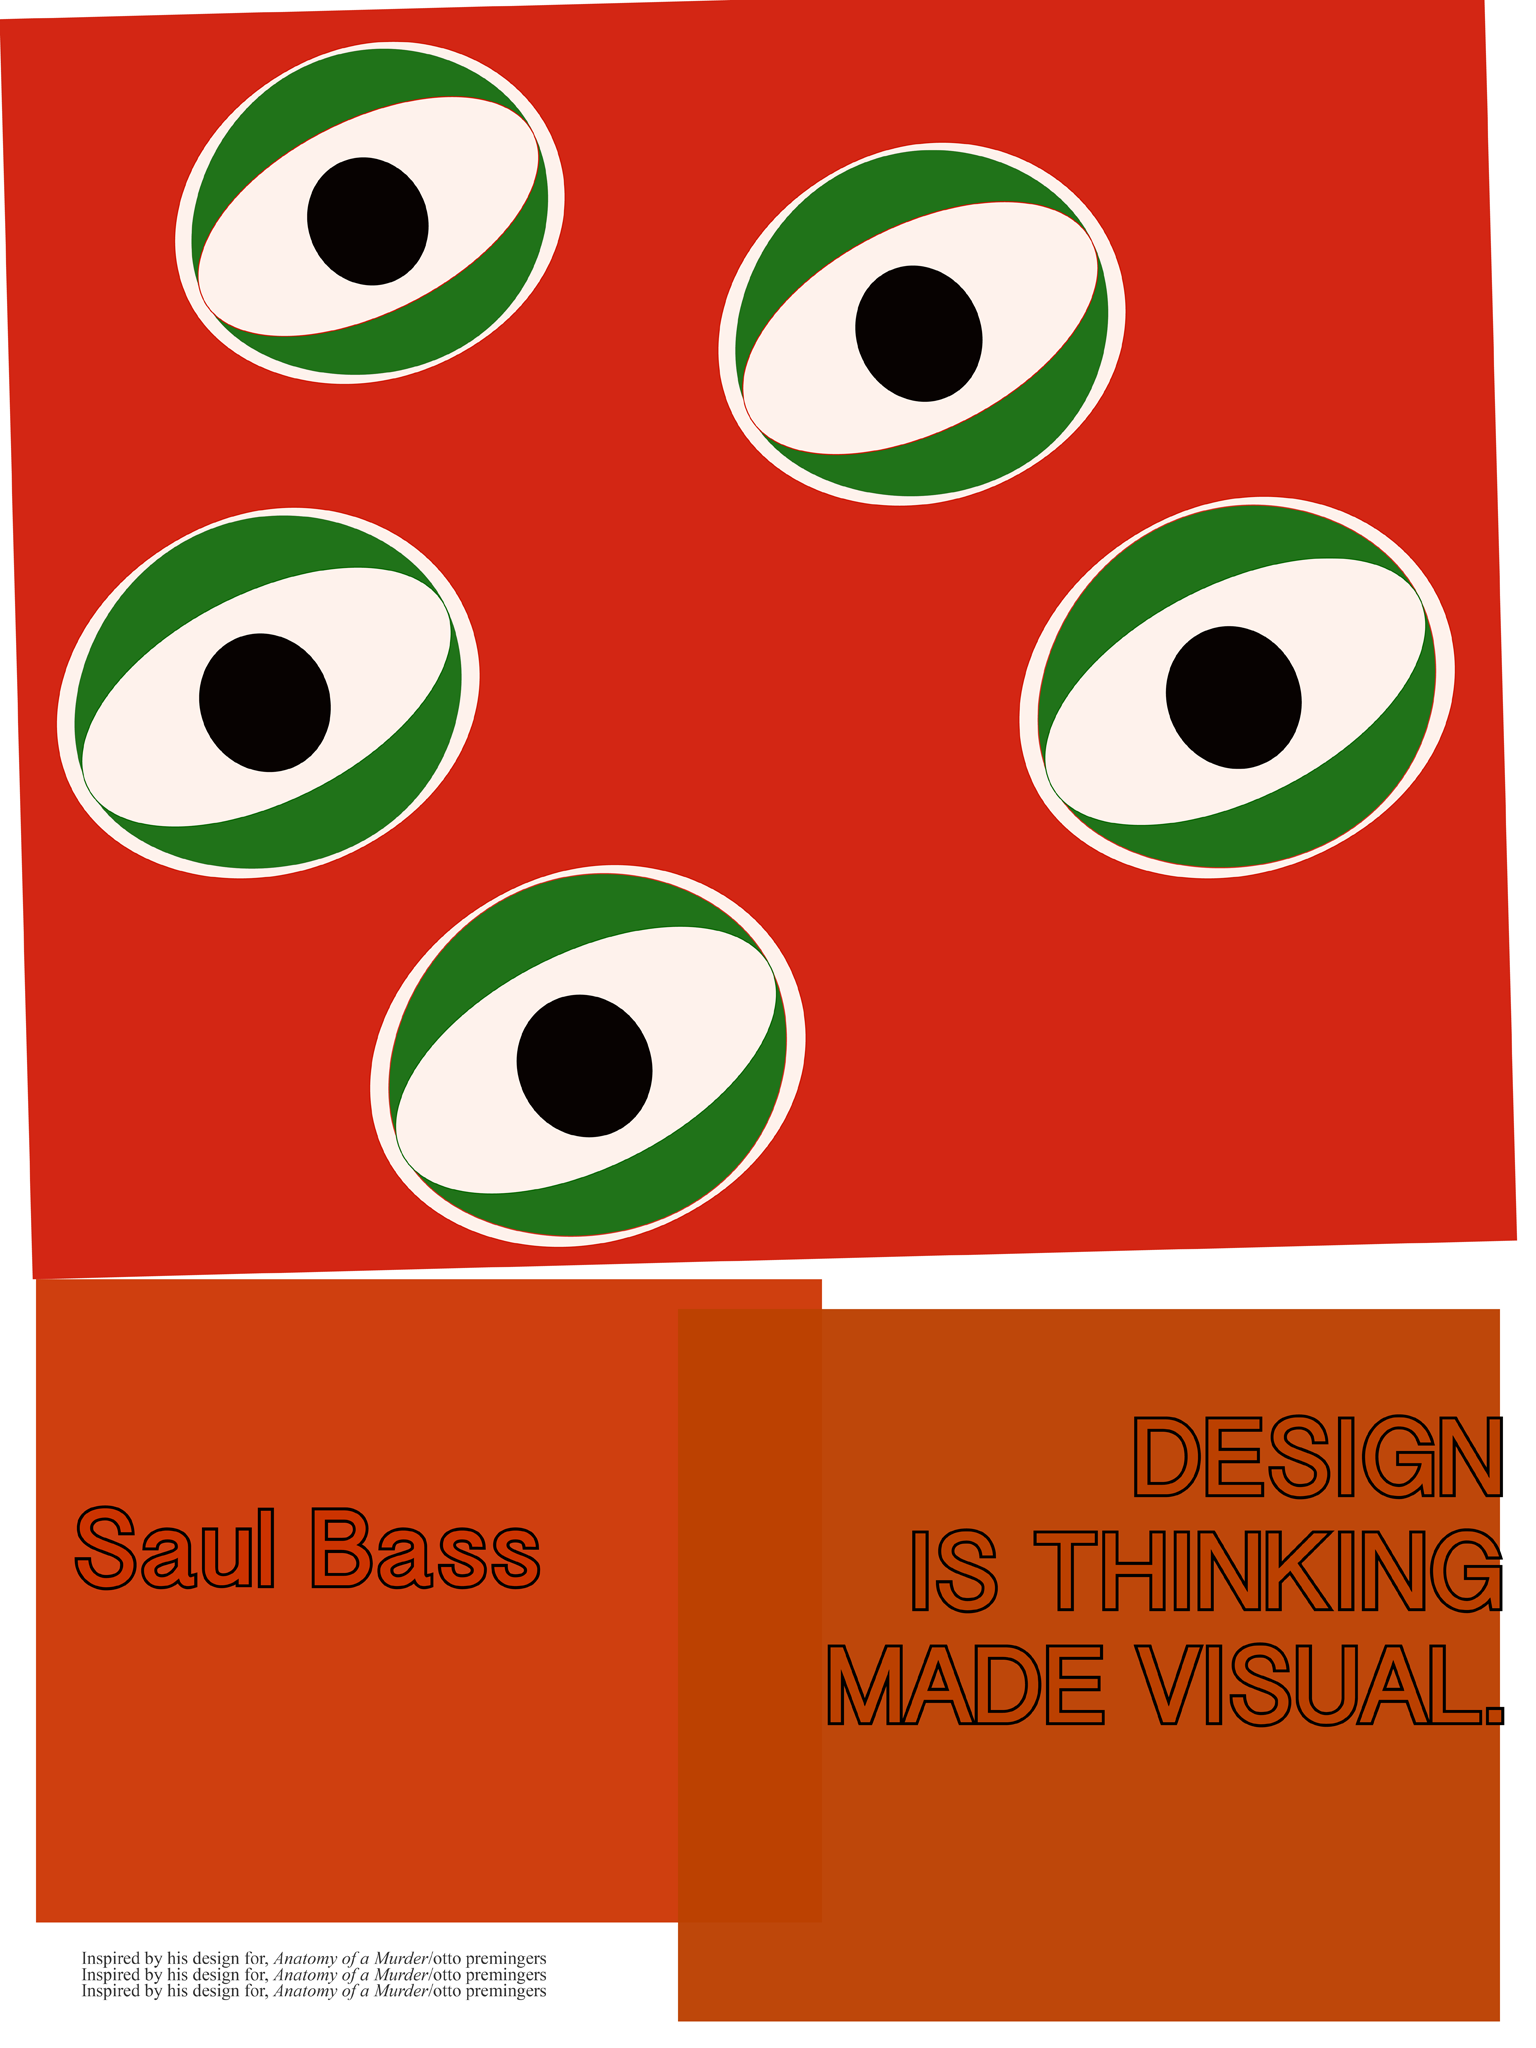 DESIGN
IS THINKING
MADE VISUAL.
Saul Bass
Inspired by his design for, Anatomy of a Murder/otto premingers
Inspired by his design for, Anatomy of a Murder/otto premingers
Inspired by his design for, Anatomy of a Murder/otto premingers